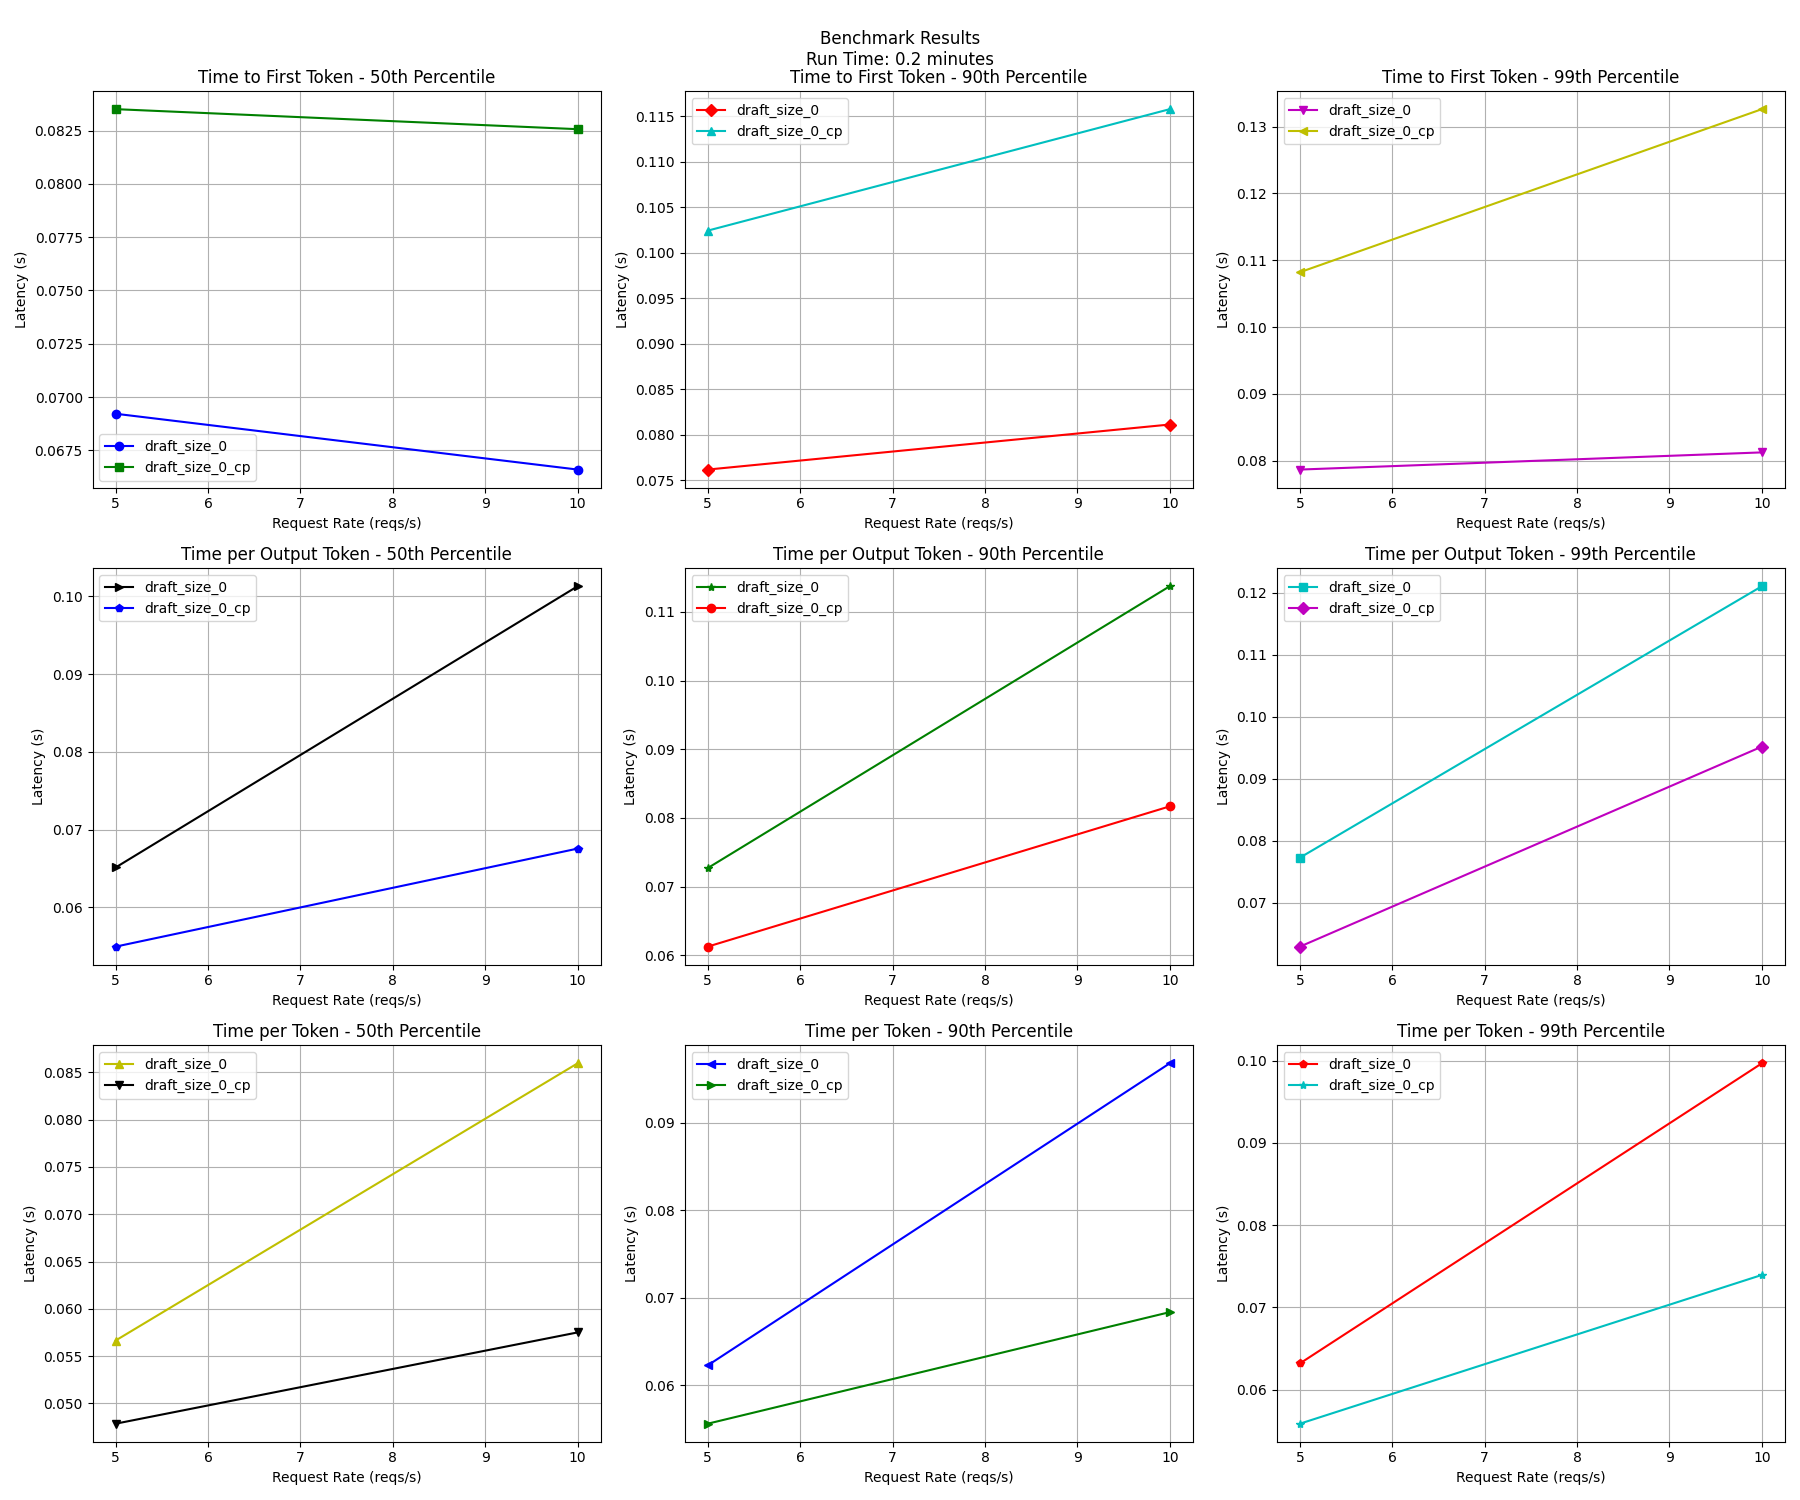 Benchmark Results
Run Time: 0.2 minutes
Time to First Token - 50th Percentile
0.0825
0.0800
0.0775
0.0750
0.0725
0.0700
0.0675
Latency (s)
draft_size_0
draft_size_0_cp
5 6 7 8 9 10
Request Rate (reqs/s)
Time to First Token - 90th Percentile
draft_size_0
draft_size_0_cp
0.115
0.110
0.105
0.100
0.095
0.090
0.085
0.080
0.075
Latency (s)
5 6 7 8 9 10
Request Rate (reqs/s)
Time to First Token - 99th Percentile
draft_size_0
draft_size_0_cp
0.13
0.12
0.11
0.10
0.09
0.08
Latency (s)
5 6 7 8 9 10
Request Rate (reqs/s)
Time per Output Token - 50th Percentile
draft_size_0
draft_size_0_cp
0.10
0.09
0.08
0.07
0.06
Latency (s)
5 6 7 8 9 10
Request Rate (reqs/s)
Time per Output Token - 90th Percentile
draft_size_0
draft_size_0_cp
0.11
0.10
0.09
0.08
0.07
0.06
Latency (s)
5 6 7 8 9 10
Request Rate (reqs/s)
Time per Output Token - 99th Percentile
draft_size_0
draft_size_0_cp
0.12
0.11
0.10
0.09
0.08
0.07
Latency (s)
5 6 7 8 9 10
Request Rate (reqs/s)
Time per Token - 50th Percentile
draft_size_0
draft_size_0_cp
0.085
0.080
0.075
0.070
0.065
0.060
0.055
0.050
Latency (s)
5 6 7 8 9 10
Request Rate (reqs/s)
Time per Token - 90th Percentile
draft_size_0
draft_size_0_cp
0.09
0.08
0.07
0.06
Latency (s)
5 6 7 8 9 10
Request Rate (reqs/s)
Time per Token - 99th Percentile
draft_size_0
draft_size_0_cp
0.10
0.09
0.08
0.07
0.06
Latency (s)
5 6 7 8 9 10
Request Rate (reqs/s)